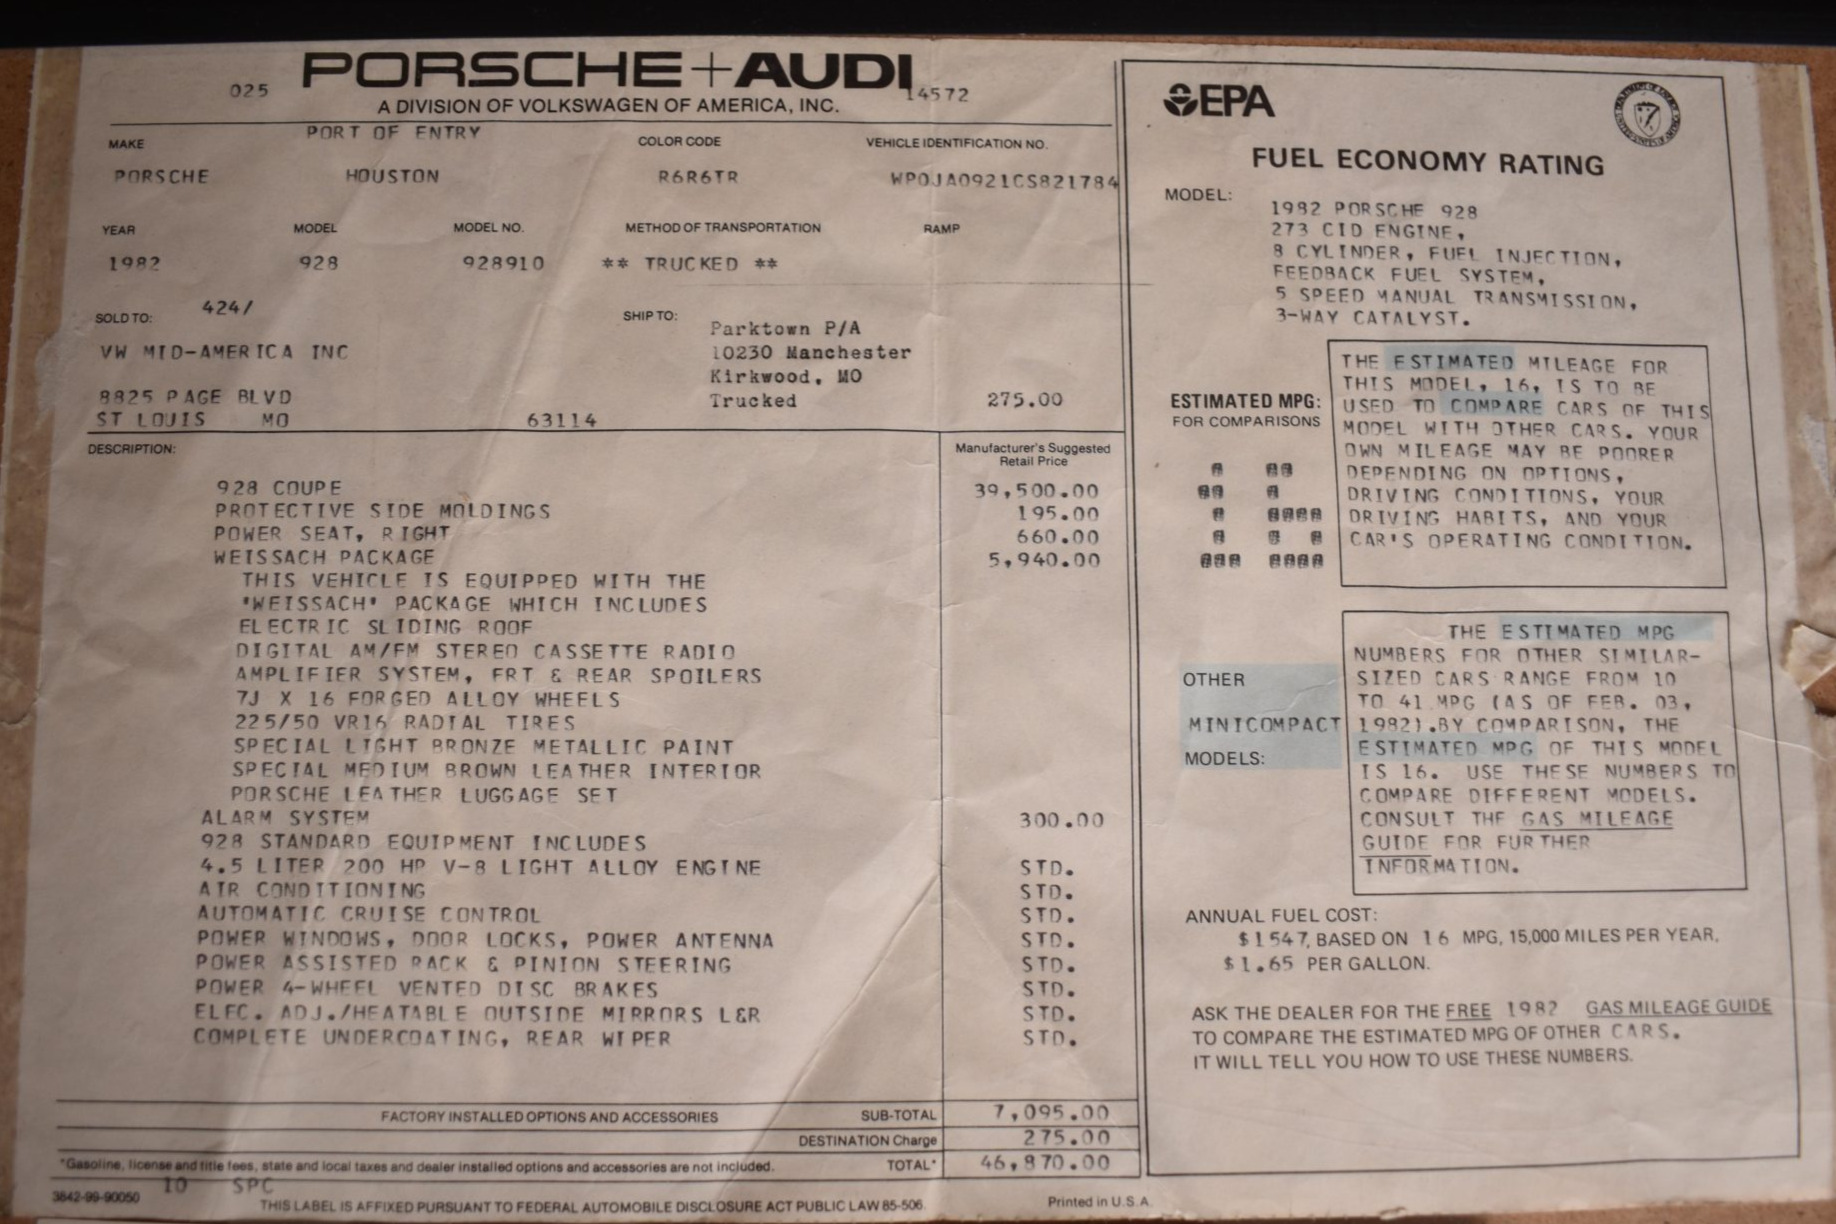 PORSCHE+AUDI
025
14572
A DIVISION OF VOLKSWAGEN OF AMERICA, INC.
MAKE PORT OF ENTRY COLOR CODE VEHICLE IDENTIFICATION NO.
PORSCHE HOUSTON R6R6TR WP0JA0921CS821784
YEAR MODEL MODEL NO. METHOD OF TRANSPORTATION RAMP
1982 928 928910 ** TRUCKED **
SOLD TO: 424/ SHIP TO:
VW MID-AMERICA INC
8825 PAGE BLVD
ST LOUIS MO 63114
Parktown P/A
10230 Manchester
Kirkwood, MO
Trucked 275.00
DESCRIPTION: Manufacturer's Suggested
Retail Price
928 COUPE 39,500.00
PROTECTIVE SIDE MOLDINGS 195.00
POWER SEAT, RIGHT 660.00
WEISSACH PACKAGE 5,940.00
THIS VEHICLE IS EQUIPPED WITH THE
'WEISSACH' PACKAGE WHICH INCLUDES
ELECTRIC SLIDING ROOF
DIGITAL AM/FM STEREO CASSETTE RADIO
AMPLIFIER SYSTEM, FRT & REAR SPOILERS
7J X 16 FORGED ALLOY WHEELS
225/50 VR16 RADIAL TIRES
SPECIAL LIGHT BRONZE METALLIC PAINT
SPECIAL MEDIUM BROWN LEATHER INTERIOR
PORSCHE LEATHER LUGGAGE SET
ALARM SYSTEM 300.00
928 STANDARD EQUIPMENT INCLUDES
4.5 LITER 200 HP V-8 LIGHT ALLOY ENGINE STD.
AIR CONDITIONING STD.
AUTOMATIC CRUISE CONTROL STD.
POWER WINDOWS, DOOR LOCKS, POWER ANTENNA STD.
POWER ASSISTED RACK & PINION STEERING STD.
POWER 4-WHEEL VENTED DISC BRAKES STD.
ELEC. ADJ./HEATABLE OUTSIDE MIRRORS L&R STD.
COMPLETE UNDERCOATING, REAR WIPER STD.
FACTORY INSTALLED OPTIONS AND ACCESSORIES SUB-TOTAL 7,095.00
DESTINATION Charge 275.00
*Gasoline, license and title fees, state and local taxes and dealer installed options and accessories are not included. TOTAL* 46,870.00
3842-99-90050 10 SPC
THIS LABEL IS AFFIXED PURSUANT TO FEDERAL AUTOMOBILE DISCLOSURE ACT PUBLIC LAW 85-506. Printed in U.S.A.
EPA
FUEL ECONOMY RATING
MODEL:
1982 PORSCHE 928
273 CID ENGINE,
8 CYLINDER, FUEL INJECTION,
FEEDBACK FUEL SYSTEM,
5 SPEED MANUAL TRANSMISSION,
3-WAY CATALYST.
ESTIMATED MPG:
FOR COMPARISONS
16
THE ESTIMATED MILEAGE FOR
THIS MODEL, 16, IS TO BE
USED TO COMPARE CARS OF THIS
MODEL WITH OTHER CARS. YOUR
OWN MILEAGE MAY BE POORER
DEPENDING ON OPTIONS,
DRIVING CONDITIONS, YOUR
DRIVING HABITS, AND YOUR
CAR'S OPERATING CONDITION.
OTHER
MINICOMPACT
MODELS:
THE ESTIMATED MPG
NUMBERS FOR OTHER SIMILAR-
SIZED CARS RANGE FROM 10
TO 41 MPG (AS OF FEB. 03,
1982).BY COMPARISON, THE
ESTIMATED MPG OF THIS MODEL
IS 16. USE THESE NUMBERS TO
COMPARE DIFFERENT MODELS.
CONSULT THE GAS MILEAGE
GUIDE FOR FURTHER
INFORMATION.
ANNUAL FUEL COST:
$1547, BASED ON 16 MPG, 15,000 MILES PER YEAR,
$1.65 PER GALLON.
ASK THE DEALER FOR THE FREE 1982 GAS MILEAGE GUIDE
TO COMPARE THE ESTIMATED MPG OF OTHER CARS.
IT WILL TELL YOU HOW TO USE THESE NUMBERS.